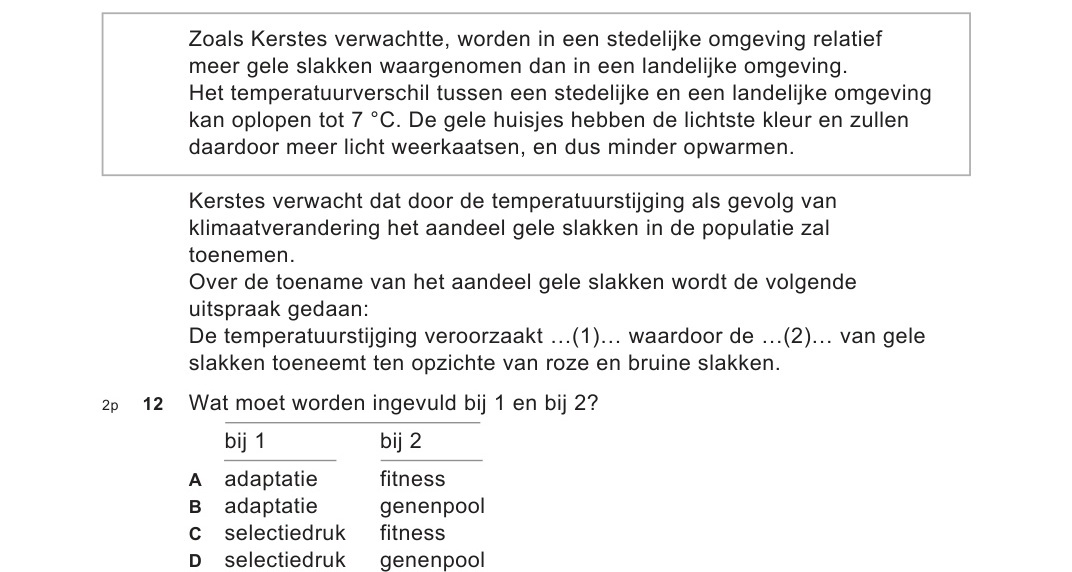 Zoals Kerstes verwachtte, worden in een stedelijke omgeving relatief
meer gele slakken waargenomen dan in een landelijke omgeving.
Het temperatuurverschil tussen een stedelijke en een landelijke omgeving
kan oplopen tot 7 °C. De gele huisjes hebben de lichtste kleur en zullen
daardoor meer licht weerkaatsen, en dus minder opwarmen.
Kerstes verwacht dat door de temperatuurstijging als gevolg van
klimaatverandering het aandeel gele slakken in de populatie zal
toenemen.
Over de toename van het aandeel gele slakken wordt de volgende
uitspraak gedaan:
De temperatuurstijging veroorzaakt …(1)… waardoor de …(2)… van gele
slakken toeneemt ten opzichte van roze en bruine slakken.
2p 12 Wat moet worden ingevuld bij 1 en bij 2?
bij 1 bij 2
A adaptatie fitness
B adaptatie genenpool
C selectiedruk fitness
D selectiedruk genenpool